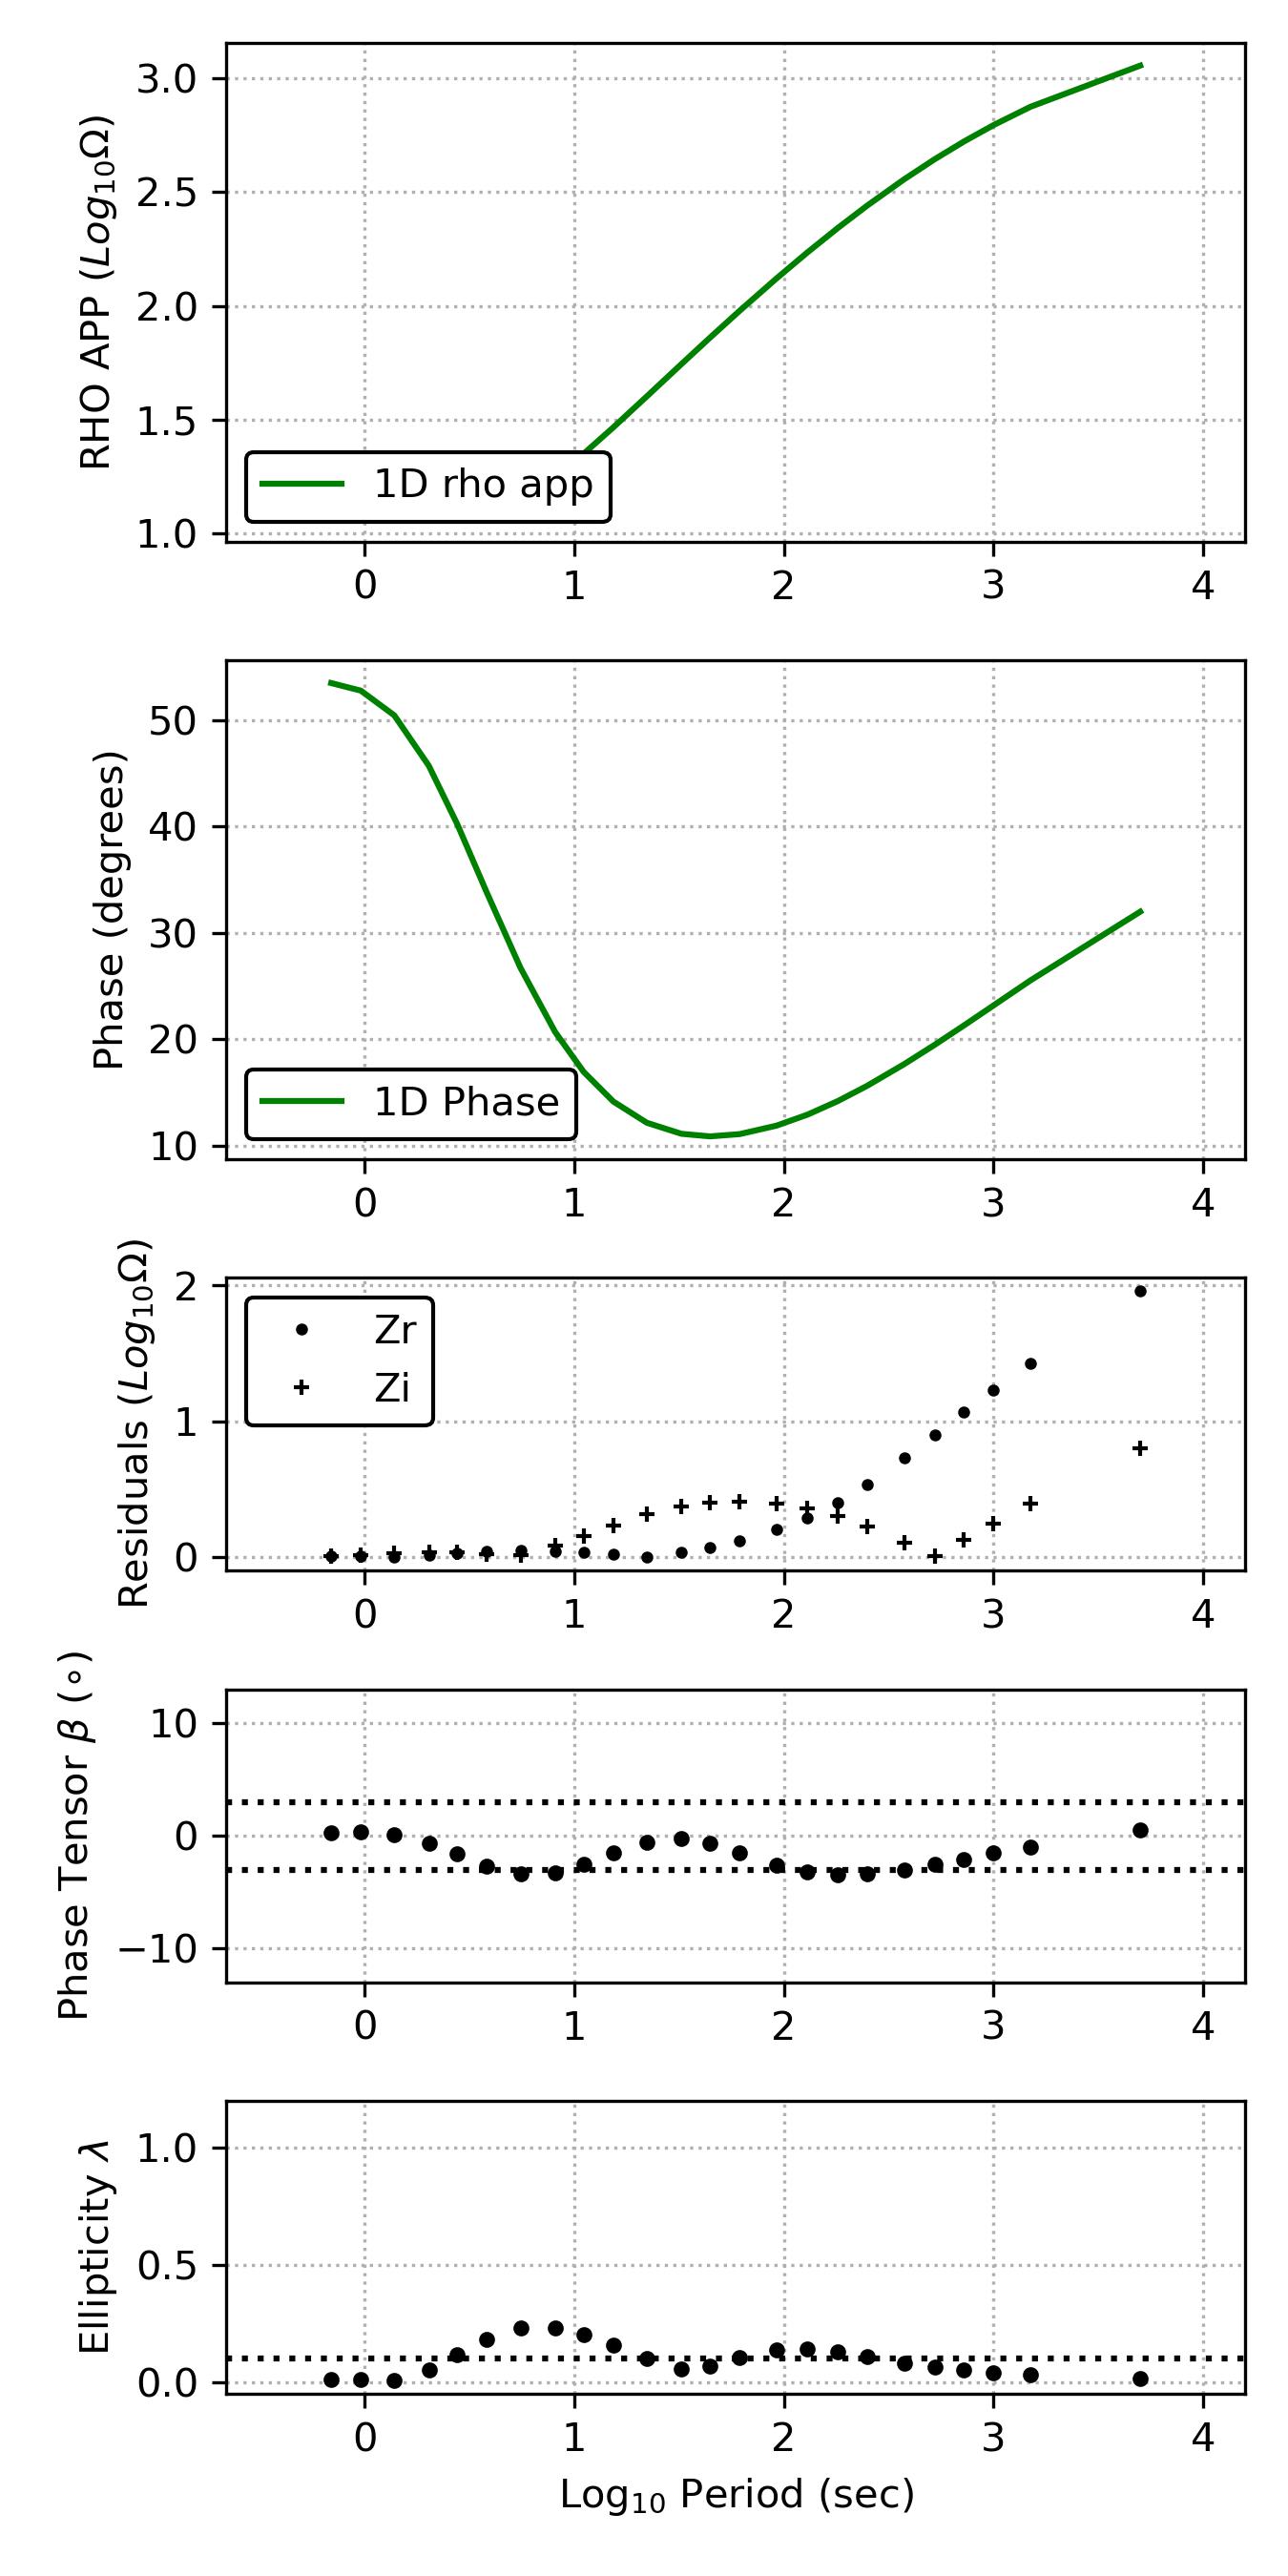 RHO APP (Log₁₀Ω)
3.0
2.5
2.0
1.5
1.0
1D rho app
0 1 2 3 4
Phase (degrees)
50
40
30
20
10
1D Phase
0 1 2 3 4
Residuals (Log₁₀Ω)
2
1
0
Zr
Zi
0 1 2 3 4
Phase Tensor β (∘)
10
0
−10
0 1 2 3 4
Ellipticity λ
1.0
0.5
0.0
0 1 2 3 4
Log₁₀ Period (sec)